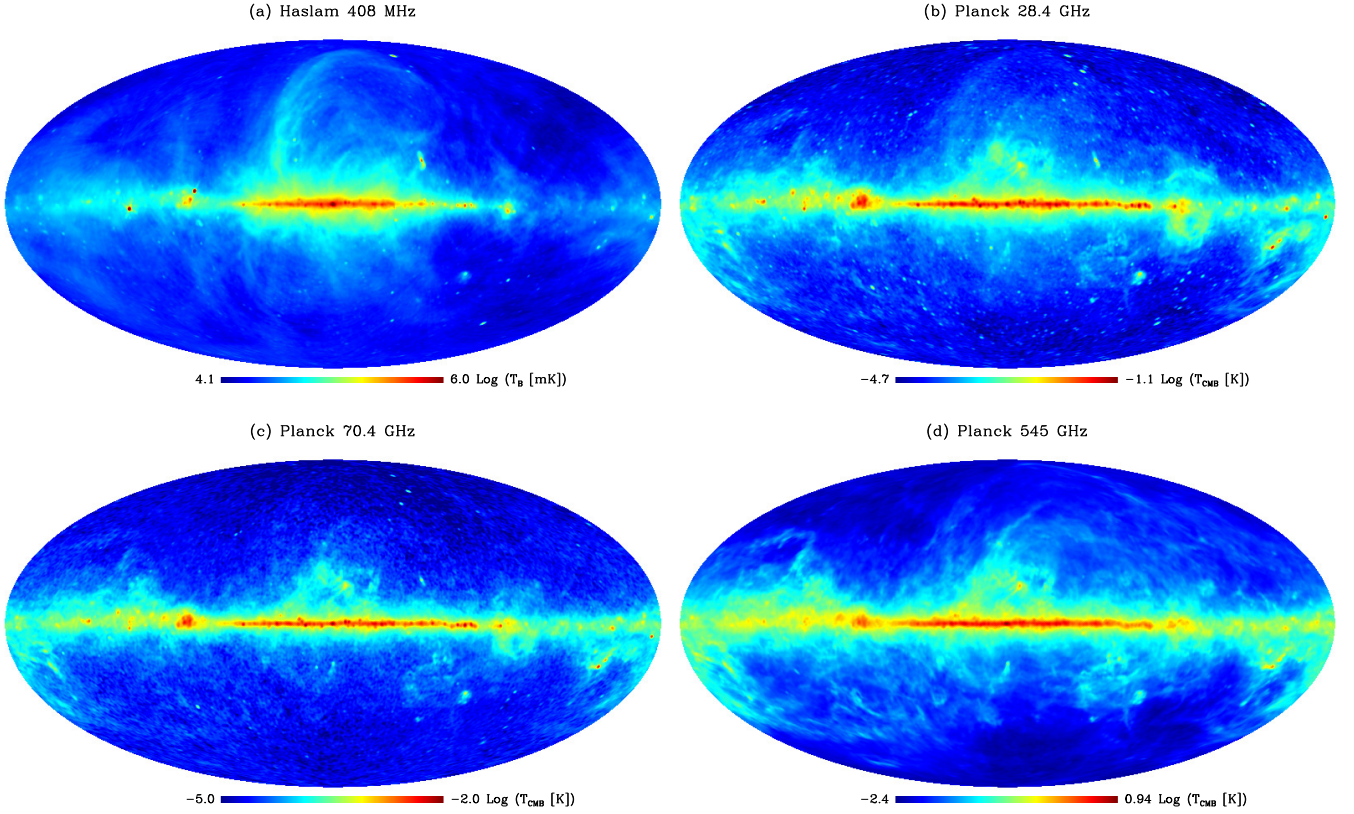 (a) Haslam 408 MHz
(b) Planck 28.4 GHz
4.1 6.0 Log (T_B [mK])
−4.7 −1.1 Log (T_CMB [K])
(c) Planck 70.4 GHz
(d) Planck 545 GHz
−5.0 −2.0 Log (T_CMB [K])
−2.4 0.94 Log (T_CMB [K])